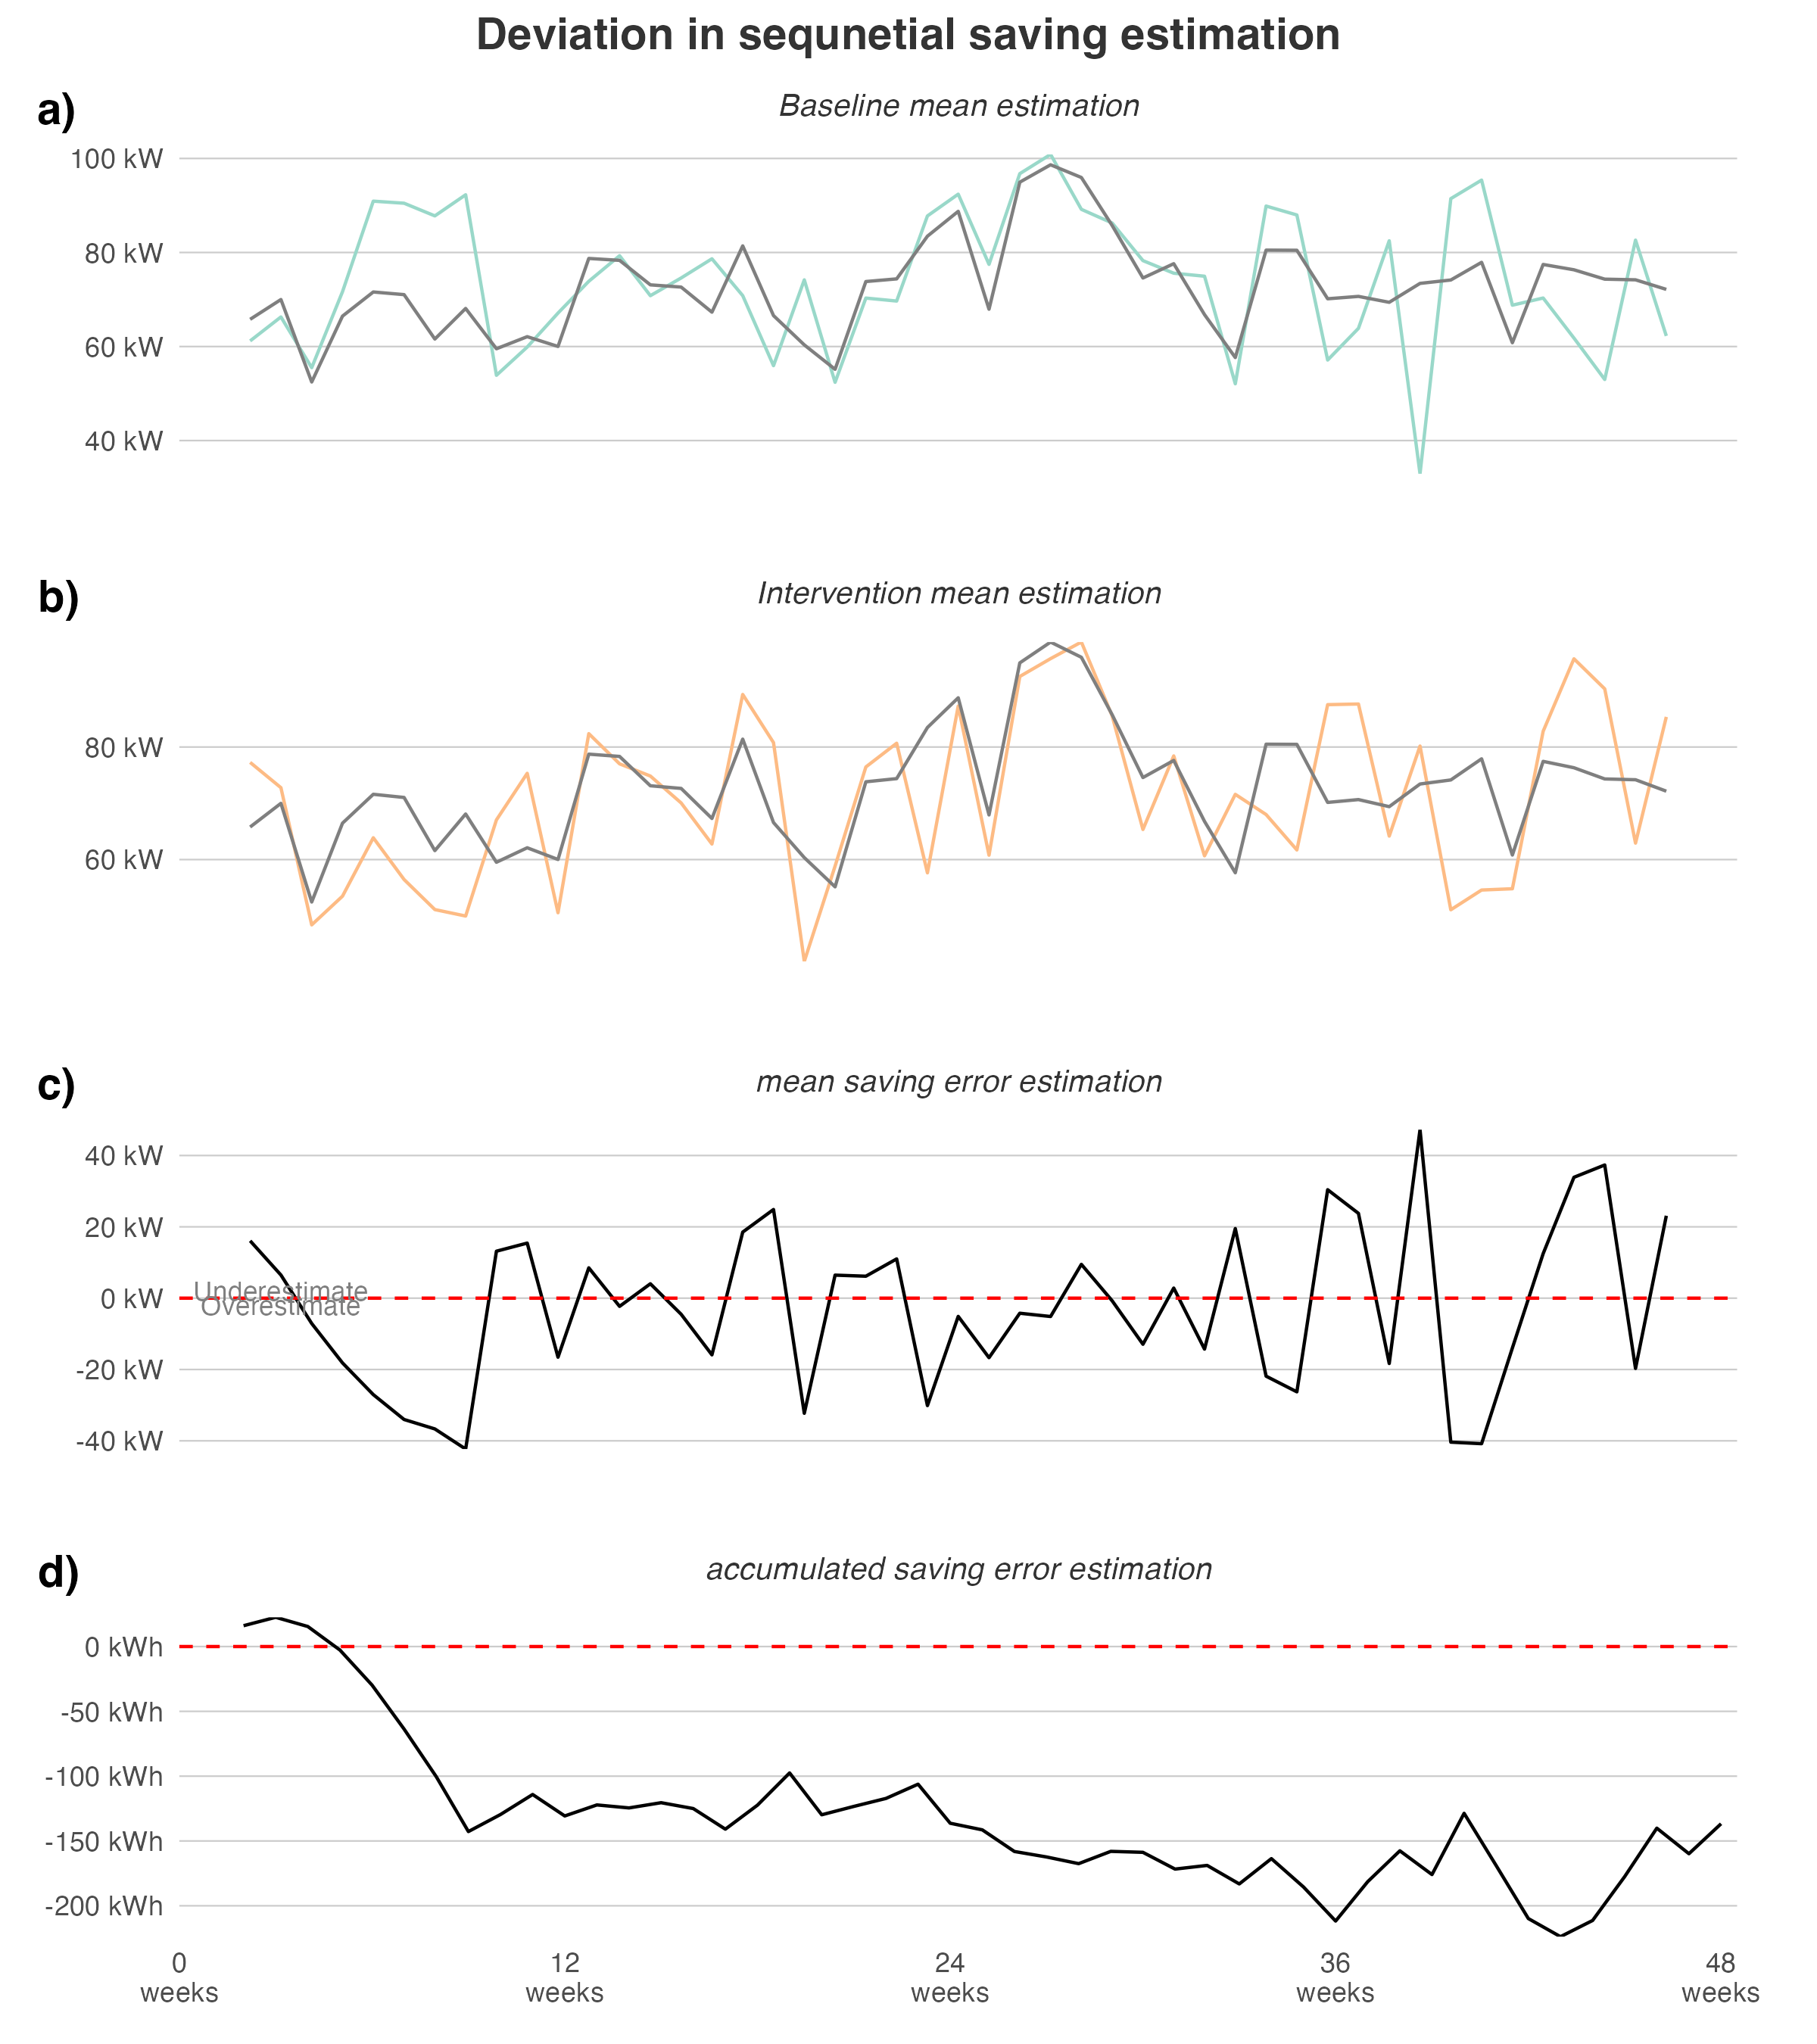 Deviation in sequnetial saving estimation
a)
Baseline mean estimation
100 kW
80 kW
60 kW
40 kW
b)
Intervention mean estimation
80 kW
60 kW
c)
mean saving error estimation
40 kW
20 kW
Underestimate
0 kW
Overestimate
-20 kW
-40 kW
d)
accumulated saving error estimation
0 kWh
-50 kWh
-100 kWh
-150 kWh
-200 kWh
0 12 24 36 48
weeks weeks weeks weeks weeks